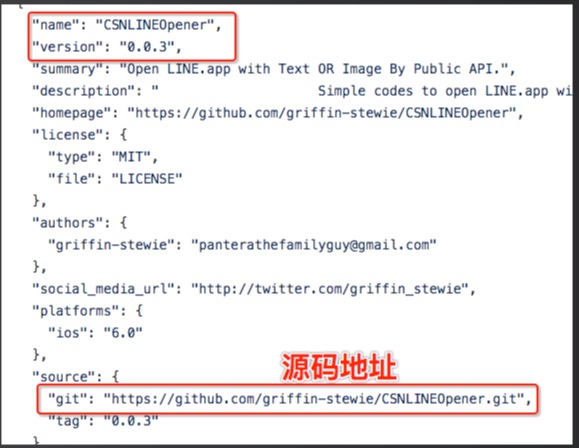 {
"name": "CSNLINEOpener",
"version": "0.0.3",
"summary": "Open LINE.app with Text OR Image By Public API.",
"description": " Simple codes to open LINE.app wi
"homepage": "https://github.com/griffin-stewie/CSNLINEOpener",
"license": {
"type": "MIT",
"file": "LICENSE"
},
"authors": {
"griffin-stewie": "panterathefamilyguy@gmail.com"
},
"social_media_url": "http://twitter.com/griffin_stewie",
"platforms": {
"ios": "6.0"
},
源码地址
"source": {
"git": "https://github.com/griffin-stewie/CSNLINEOpener.git",
"tag": "0.0.3"
}